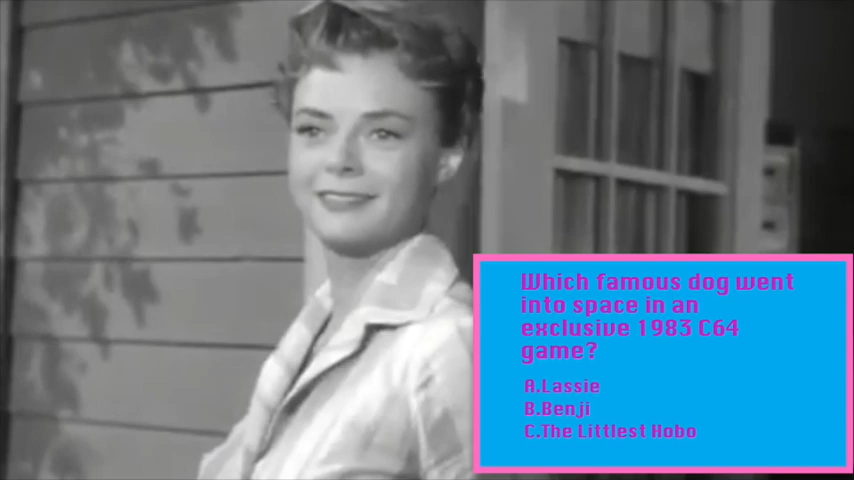 Which famous dog went
into space in an
exclusive 1983 C64
game?
A.Lassie
B.Benji
C.The Littlest Hobo